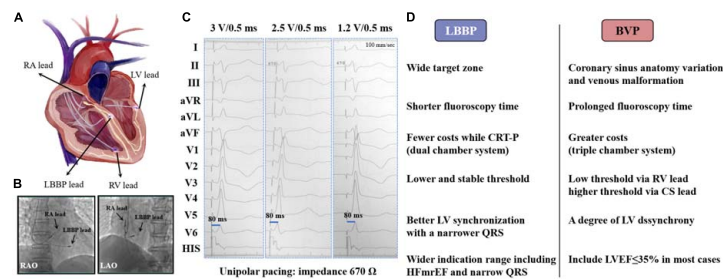 A
RA lead
LV lead
LBBP lead
RV lead
B
RA lead
LBBP lead
RAO
RA lead
LBBP lead
LAO
C
3 V/0.5 ms
2.5 V/0.5 ms
1.2 V/0.5 ms
100 mm/sec
I
II
III
aVR
aVL
aVF
V1
V2
V3
V4
V5
V6
HIS
80 ms
80 ms
80 ms
Unipolar pacing: impedance 670 Ω
D
LBBP
BVP
Wide target zone
Coronary sinus anatomy variation
and venous malformation
Shorter fluoroscopy time
Prolonged fluoroscopy time
Fewer costs while CRT-P
(dual chamber system)
Greater costs
(triple chamber system)
Lower and stable threshold
Low threshold via RV lead
higher threshold via CS lead
Better LV synchronization
with a narrower QRS
A degree of LV dssynchrony
Wider indication range including
HFmrEF and narrow QRS
Include LVEF≤35% in most cases